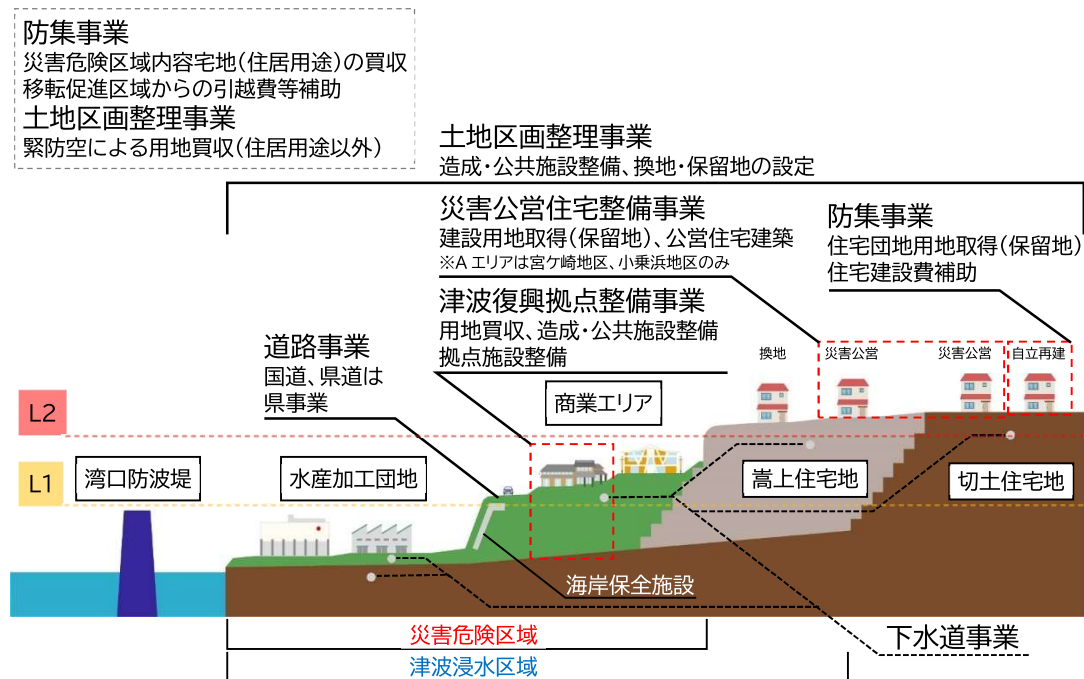 防集事業
災害危険区域内容宅地(住居用途)の買収
移転促進区域からの引越費等補助
土地区画整理事業
緊防空による用地買収(住居用途以外)
土地区画整理事業
造成・公共施設整備、換地・保留地の設定
災害公営住宅整備事業
建設用地取得(保留地)、公営住宅建築
※Aエリアは宮ケ崎地区、小乗浜地区のみ
防集事業
住宅団地用地取得(保留地)
住宅建設費補助
津波復興拠点整備事業
用地買収、造成・公共施設整備
拠点施設整備
道路事業
国道、県道は
県事業
換地
災害公営
災害公営
自立再建
商業エリア
L2
L1
湾口防波堤
水産加工団地
嵩上住宅地
切土住宅地
海岸保全施設
災害危険区域
下水道事業
津波浸水区域